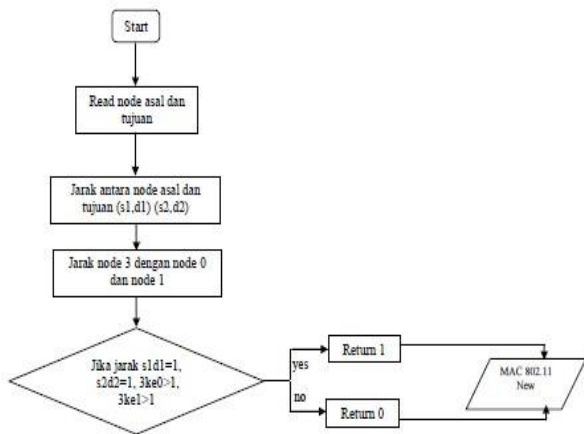 Start
Read node asal dan
tujuan
Jarak antara node asal dan
tujuan (s1,d1) (s2,d2)
Jarak node 3 dengan node 0
dan node 1
Jika jarak s1d1=1,
s2d2=1, 3ke0>1,
3ke1>1
yes
no
Return 1
Return 0
MAC 802.11
New